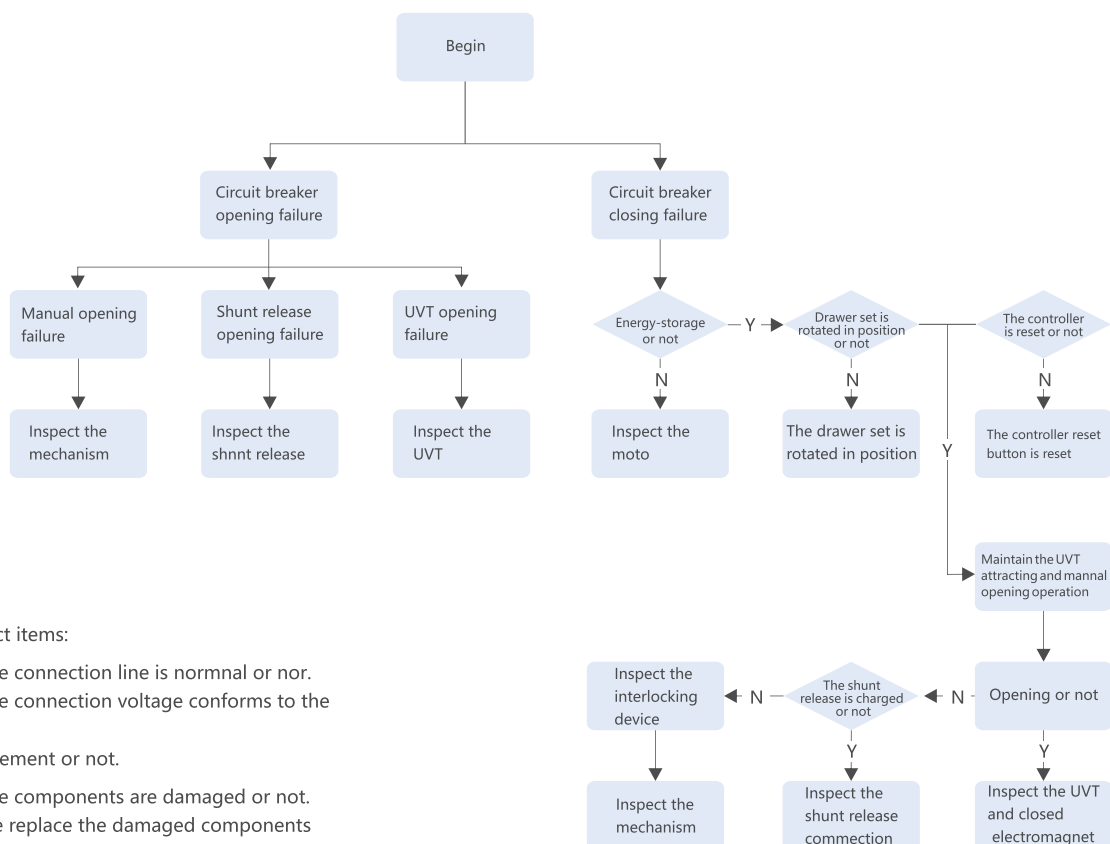 Begin
Circuit breaker
opening failure
Circuit breaker
closing failure
Manual opening
failure
Shunt release
opening failure
UVT opening
failure
Energy-storage
or not
Y
Drawer set is
rotated in position
or not
The controller
is reset or not
N
N
N
Inspect the
mechanism
Inspect the
shnnt release
Inspect the
UVT
Inspect the
moto
The drawer set is
rotated in position
Y
The controller reset
button is reset
Maintain the UVT
attracting and mannal
opening operation
ct items:
e connection line is normnal or nor.
e connection voltage conforms to the
ement or not.
e components are damaged or not.
e replace the damaged components
Inspect the
interlocking
device
N
The shunt
release is charged
or not
N
Opening or not
Y
Y
Inspect the
mechanism
Inspect the
shunt release
commection
Inspect the UVT
and closed
electromagnet